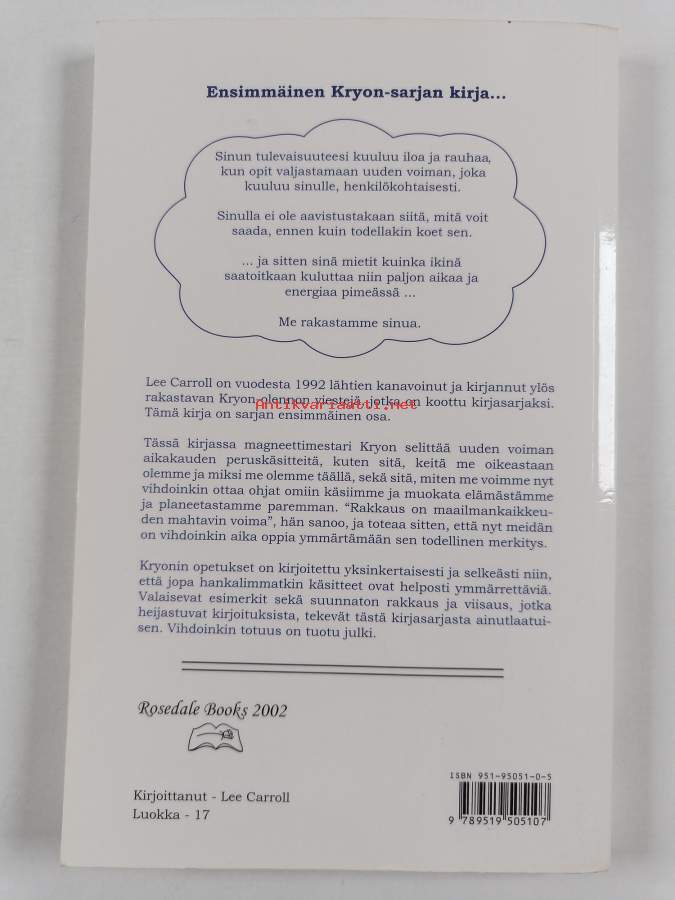 Ensimmäinen Kryon-sarjan kirja...
Sinun tulevaisuuteesi kuuluu iloa ja rauhaa,
kun opit valjastamaan uuden voiman, joka
kuuluu sinulle, henkilökohtaisesti.
Sinulla ei ole aavistustakaan siitä, mitä voit
saada, ennen kuin todellakin koet sen.
... ja sitten sinä mietit kuinka ikinä
saatoitkaan kuluttaa niin paljon aikaa ja
energiaa pimeässä ...
Me rakastamme sinua.
Lee Carroll on vuodesta 1992 lähtien kanavoinut ja kirjannut ylös
rakastavan Kryon-olennon viestejä, jotka on koottu kirjasarjaksi.
Antikvariaatti.net
Tämä kirja on sarjan ensimmäinen osa.
Tässä kirjassa magneettimestari Kryon selittää uuden voiman
aikakauden peruskäsitteitä, kuten sitä, keitä me oikeastaan
olemme ja miksi me olemme täällä, sekä sitä, miten me voimme nyt
vihdoinkin ottaa ohjat omiin käsiimme ja muokata elämästämme
ja planeetastamme paremman. “Rakkaus on maailmankaikkeu-
den mahtavin voima”, hän sanoo, ja toteaa sitten, että nyt meidän
on vihdoinkin aika oppia ymmärtämään sen todellinen merkitys.
Kryonin opetukset on kirjoitettu yksinkertaisesti ja selkeästi niin,
että jopa hankalimmatkin käsitteet ovat helposti ymmärrettäviä.
Valaisevat esimerkit sekä suunnaton rakkaus ja viisaus, jotka
heijastuvat kirjoituksista, tekevät tästä kirjasarjasta ainutlaatui-
sen. Vihdoinkin totuus on tuotu julki.
Rosedale Books 2002
Kirjoittanut - Lee Carroll
Luokka - 17
ISBN 951-95051-0-5
9 789519 505107